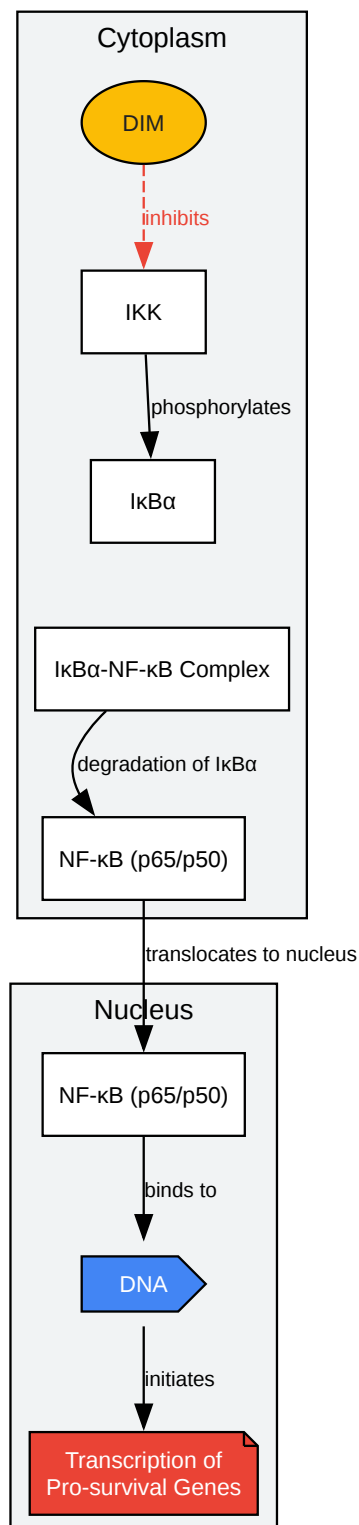 Cytoplasm
DIM
inhibits
IKK
phosphorylates
IκBα
IκBα-NF-κB Complex
degradation of IκBα
NF-κB (p65/p50)
translocates to nucleus
Nucleus
NF-κB (p65/p50)
binds to
DNA
initiates
Transcription of
Pro-survival Genes